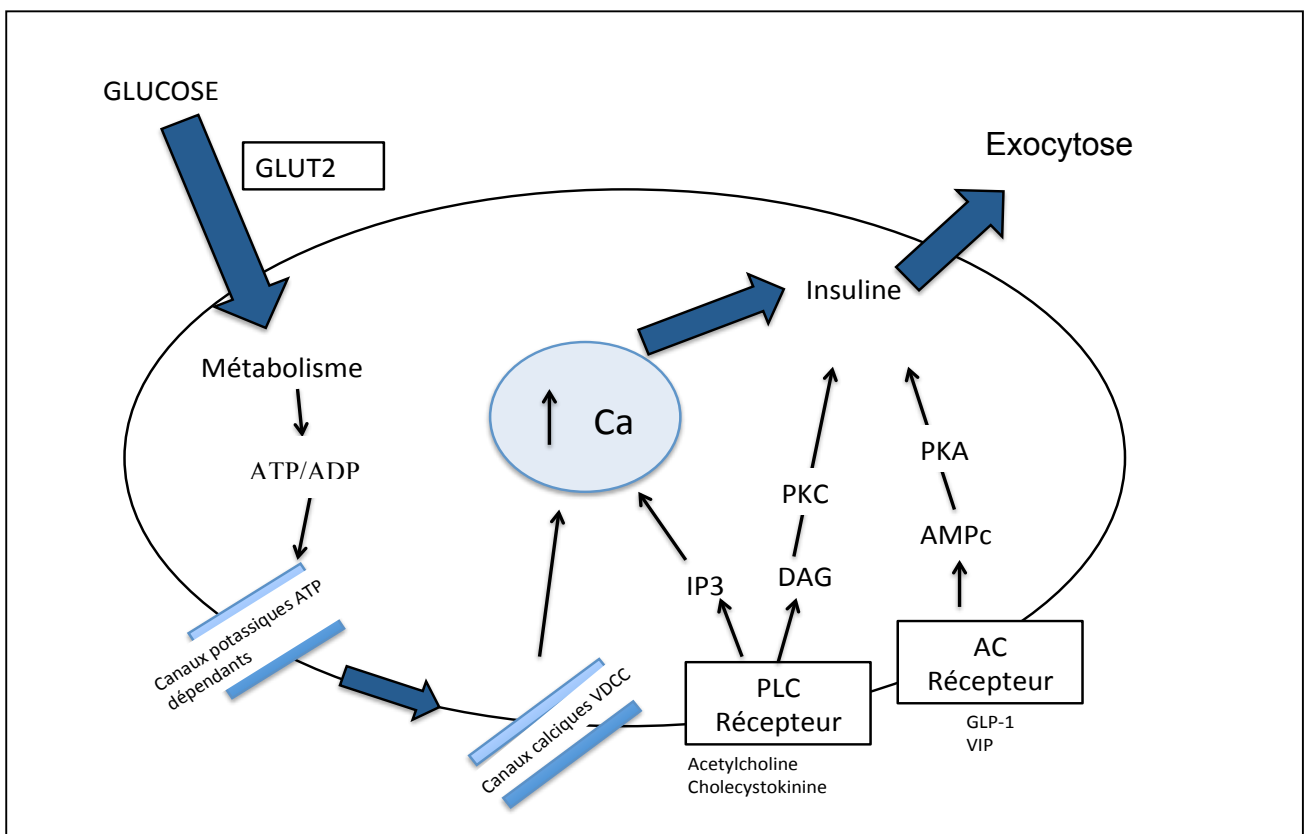 GLUCOSE
GLUT2
Exocytose
Insuline
Métabolisme
Ca
ATP/ADP
PKC
PKA
IP3
DAG
AMPc
Canaux potassiques ATP
dépendants
Canaux calciques VDCC
PLC
Récepteur
AC
Récepteur
Acetylcholine
Cholecystokinine
GLP-1
VIP